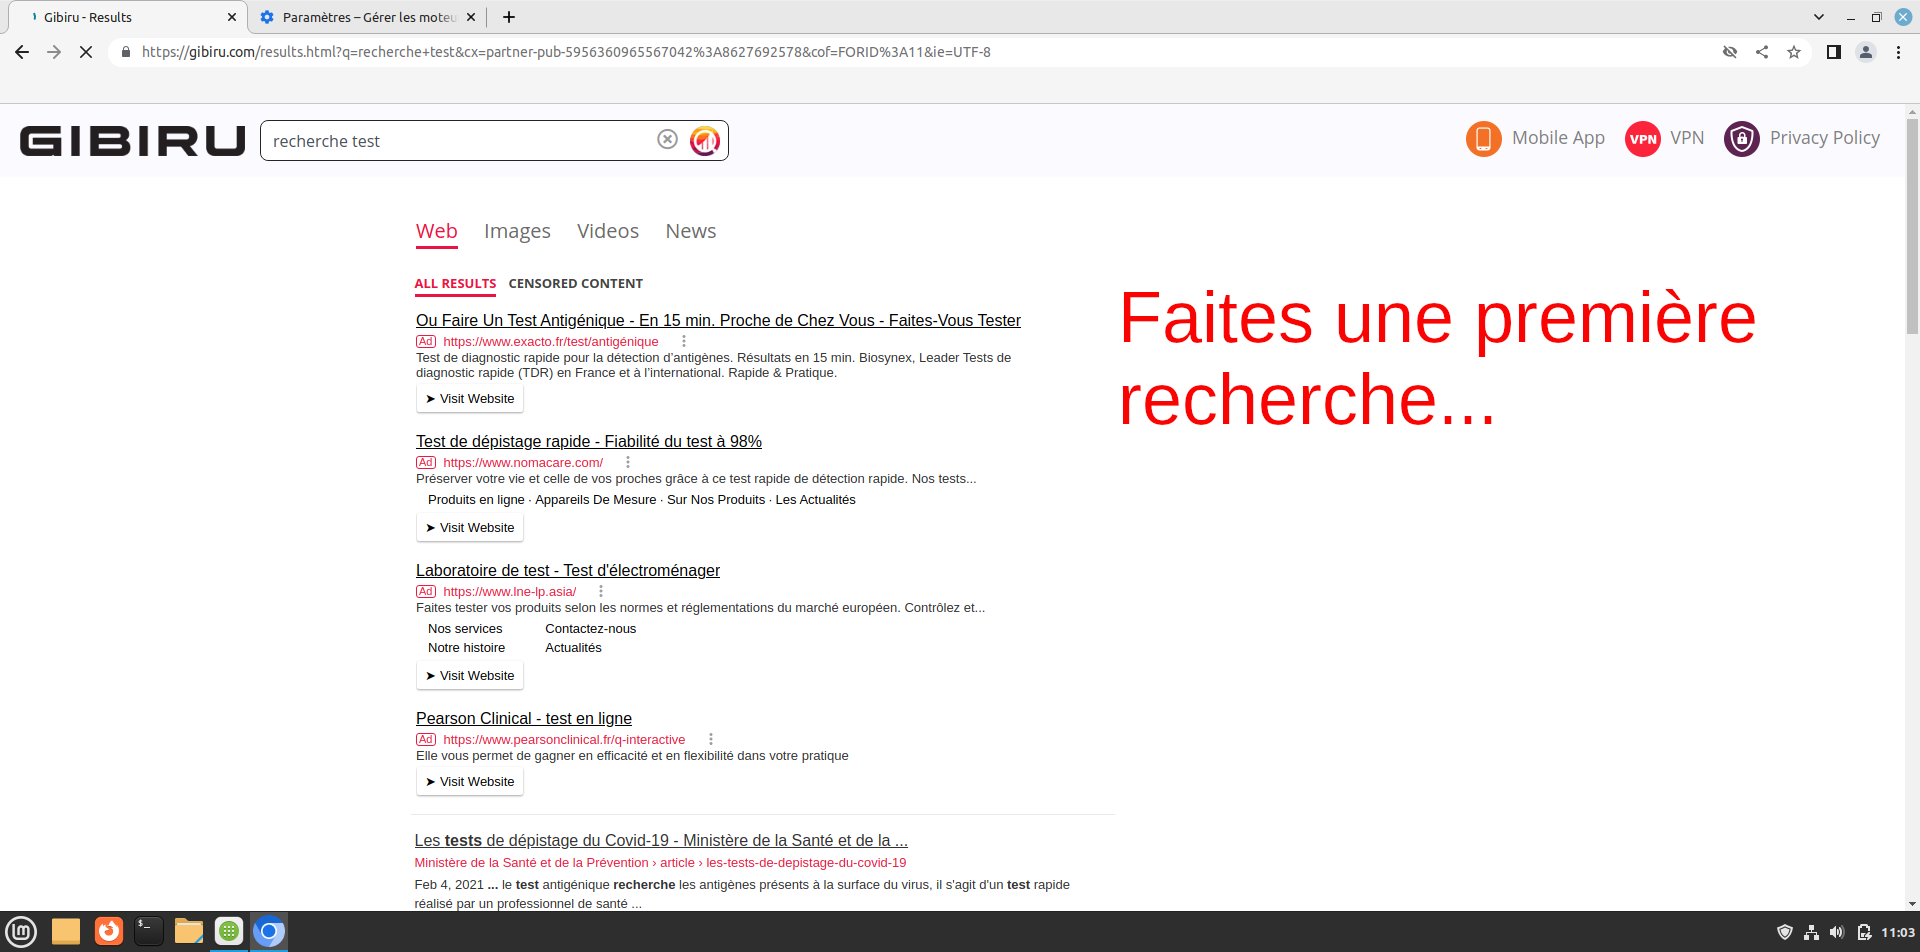 Gibiru - Results
Paramètres – Gérer les moteu
https://gibiru.com/results.html?q=recherche+test&cx=partner-pub-5956360965567042%3A8627692578&cof=FORID%3A11&ie=UTF-8
GIBIRU
recherche test
Mobile App
VPN VPN
Privacy Policy
Web Images Videos News
ALL RESULTS CENSORED CONTENT
Ou Faire Un Test Antigénique - En 15 min. Proche de Chez Vous - Faites-Vous Tester
Ad https://www.exacto.fr/test/antigénique
Test de diagnostic rapide pour la détection d'antigènes. Résultats en 15 min. Biosynex, Leader Tests de
diagnostic rapide (TDR) en France et à l'international. Rapide & Pratique.
➤ Visit Website
Test de dépistage rapide - Fiabilité du test à 98%
Ad https://www.nomacare.com/
Préserver votre vie et celle de vos proches grâce à ce test rapide de détection rapide. Nos tests...
Produits en ligne · Appareils De Mesure · Sur Nos Produits · Les Actualités
➤ Visit Website
Laboratoire de test - Test d'électroménager
Ad https://www.lne-lp.asia/
Faites tester vos produits selon les normes et réglementations du marché européen. Contrôlez et...
Nos services Contactez-nous
Notre histoire Actualités
➤ Visit Website
Pearson Clinical - test en ligne
Ad https://www.pearsonclinical.fr/q-interactive
Elle vous permet de gagner en efficacité et en flexibilité dans votre pratique
➤ Visit Website
Les tests de dépistage du Covid-19 - Ministère de la Santé et de la ...
Ministère de la Santé et de la Prévention › article › les-tests-de-depistage-du-covid-19
Feb 4, 2021 ... le test antigénique recherche les antigènes présents à la surface du virus, il s'agit d'un test rapide
réalisé par un professionnel de santé ...
Faites une première
recherche...
11:03